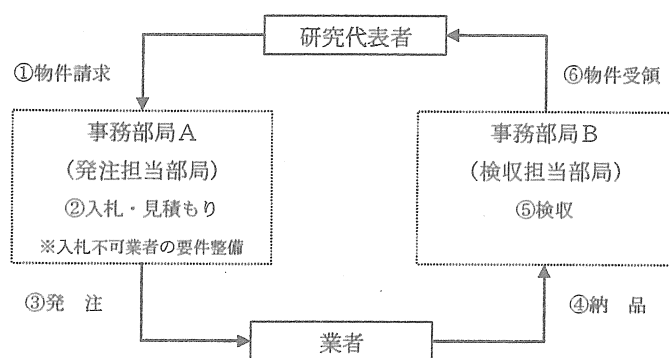 研究代表者
①物件請求
⑥物件受領
事務部局A
(発注担当部局)
②入札・見積もり
※入札不可業者の要件整備
事務部局B
(検収担当部局)
⑤検収
③発　注
④納　品
業者